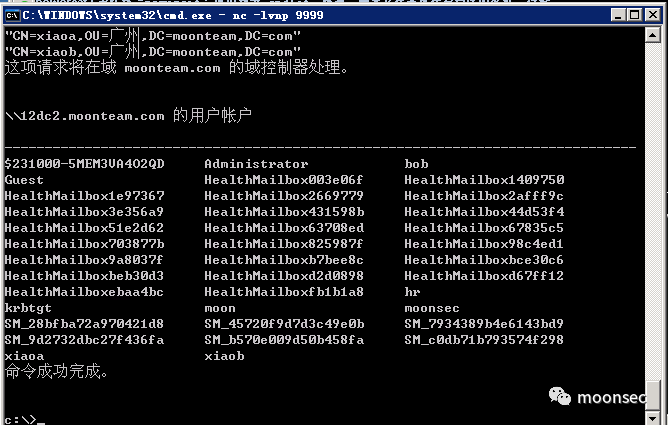 C:\WINDOWS\system32\cmd.exe - nc -lvnp 9999
"CN=xiaoa,OU=广州,DC=moonteam,DC=com"
"CN=xiaob,OU=广州,DC=moonteam,DC=com"
这项请求将在域 moonteam.com 的域控制器处理。
\\12dc2.moonteam.com 的用户帐户
-------------------------------------------------------------------------------
$231000-5MEM3VA4O2QD Administrator bob
Guest HealthMailbox003e06f HealthMailbox1409750
HealthMailbox1e97367 HealthMailbox2669779 HealthMailbox2afff9c
HealthMailbox3e356a9 HealthMailbox431598b HealthMailbox44d53f4
HealthMailbox51e2d62 HealthMailbox63708ed HealthMailbox67835c5
HealthMailbox703877b HealthMailbox825987f HealthMailbox98c4ed1
HealthMailbox9a8037f HealthMailboxb7bee8c HealthMailboxbce30c6
HealthMailboxbeb30d3 HealthMailboxd2d0898 HealthMailboxd67ff12
HealthMailboxebaa4bc HealthMailboxfb1b1a8 hr
krbtgt moon moonsec
SM_28bfba72a970421d8 SM_45720f9d7d3c49e0b SM_7934389b4e6143bd9
SM_9d2732dbc27f436fa SM_b570e009d50b458fa SM_c0db71b793574f298
xiaoa xiaob
命令成功完成。
moonsec
c:\>_